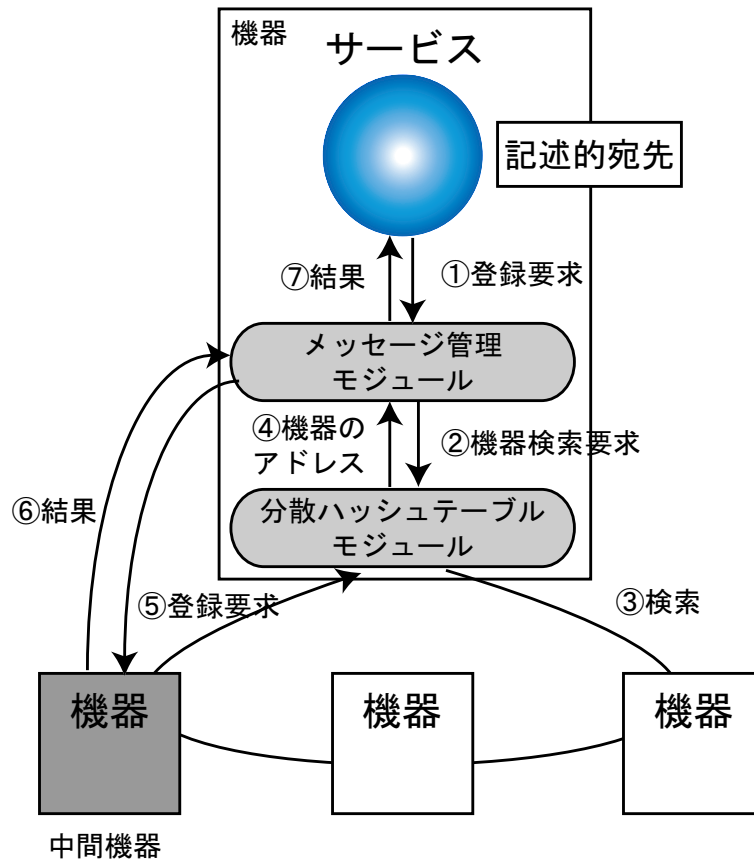 機器
サービス
記述的宛先
⑦結果
①登録要求
メッセージ管理
モジュール
④機器の
アドレス
②機器検索要求
分散ハッシュテーブル
モジュール
⑥結果
⑤登録要求
③検索
機器
機器
機器
中間機器